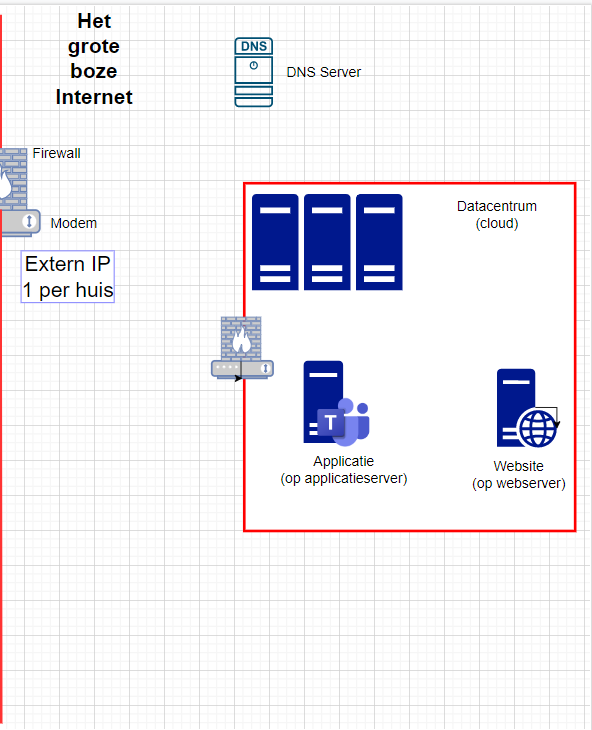 Het
grote
boze
Internet
DNS
DNS Server
Firewall
Modem
Extern IP
1 per huis
Datacentrum
(cloud)
T
Applicatie
(op applicatieserver)
Website
(op webserver)